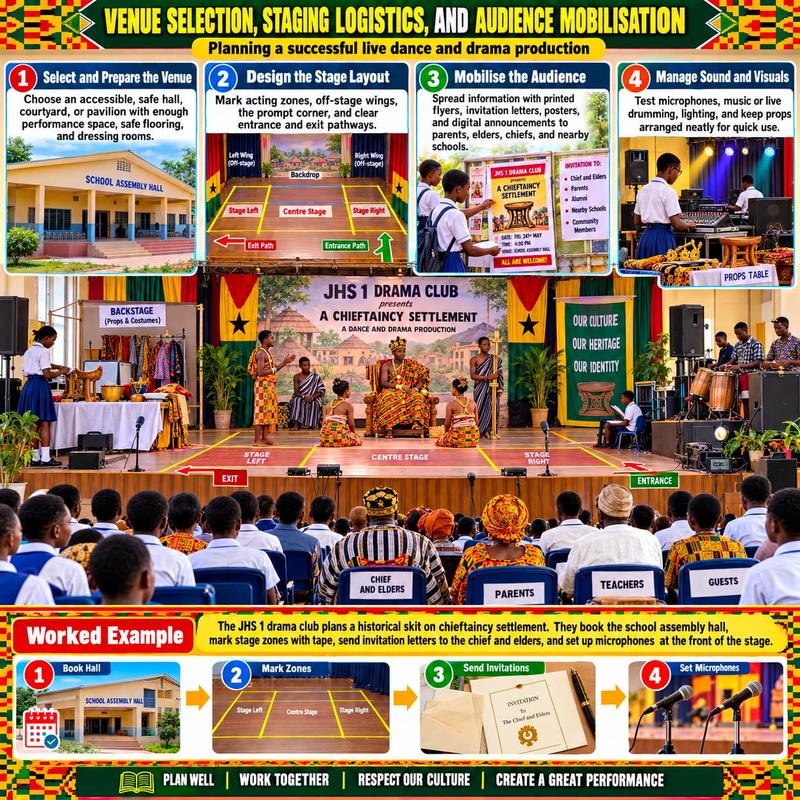 VENUE SELECTION, STAGING LOGISTICS, AND AUDIENCE MOBILISATION
Planning a successful live dance and drama production
1 Select and Prepare the Venue
Choose an accessible, safe hall,
courtyard, or pavilion with enough
performance space, safe flooring,
and dressing rooms.
SCHOOL ASSEMBLY HALL
2 Design the Stage Layout
Mark acting zones, off-stage wings,
the prompt corner, and clear
entrance and exit pathways.
Left Wing
(Off-stage)
Right Wing
(Off-stage)
Backdrop
Stage Left
Centre Stage
Stage Right
Exit Path
Entrance Path
3 Mobilise the Audience
Spread information with printed
flyers, invitation letters, posters,
and digital announcements to
parents, elders, chiefs, and nearby
schools.
JHS 1 DRAMA CLUB
presents
A CHIEFTAINCY
SETTLEMENT
DATE: FRI, 24TH MAY
TIME: 4:00 PM
VENUE: SCHOOL ASSEMBLY HALL
ALL ARE WELCOME!
INVITATION TO:
• Chief and Elders
• Parents
• Alumni
• Nearby Schools
• Community
Members
4 Manage Sound and Visuals
Test microphones, music or live
drumming, lighting, and keep props
arranged neatly for quick use.
PROPS TABLE
BACKSTAGE
(Props & Costumes)
JHS 1 DRAMA CLUB
presents
A CHIEFTAINCY SETTLEMENT
A DANCE AND DRAMA PRODUCTION
OUR CULTURE
OUR HERITAGE
OUR IDENTITY
STAGE
LEFT
CENTRE STAGE
STAGE
RIGHT
EXIT
ENTRANCE
CHIEF
AND ELDERS
PARENTS
TEACHERS
GUESTS
Worked Example
The JHS 1 drama club plans a historical skit on chieftaincy settlement. They book the school assembly hall,
mark stage zones with tape, send invitation letters to the chief and elders, and set up microphones at the front of the stage.
1 Book Hall
SCHOOL ASSEMBLY HALL
2 Mark Zones
Stage Left
Centre Stage
Stage Right
3 Send Invitations
INVITATION
To
The Chief and Elders
4 Set Microphones
PLAN WELL | WORK TOGETHER | RESPECT OUR CULTURE | CREATE A GREAT PERFORMANCE